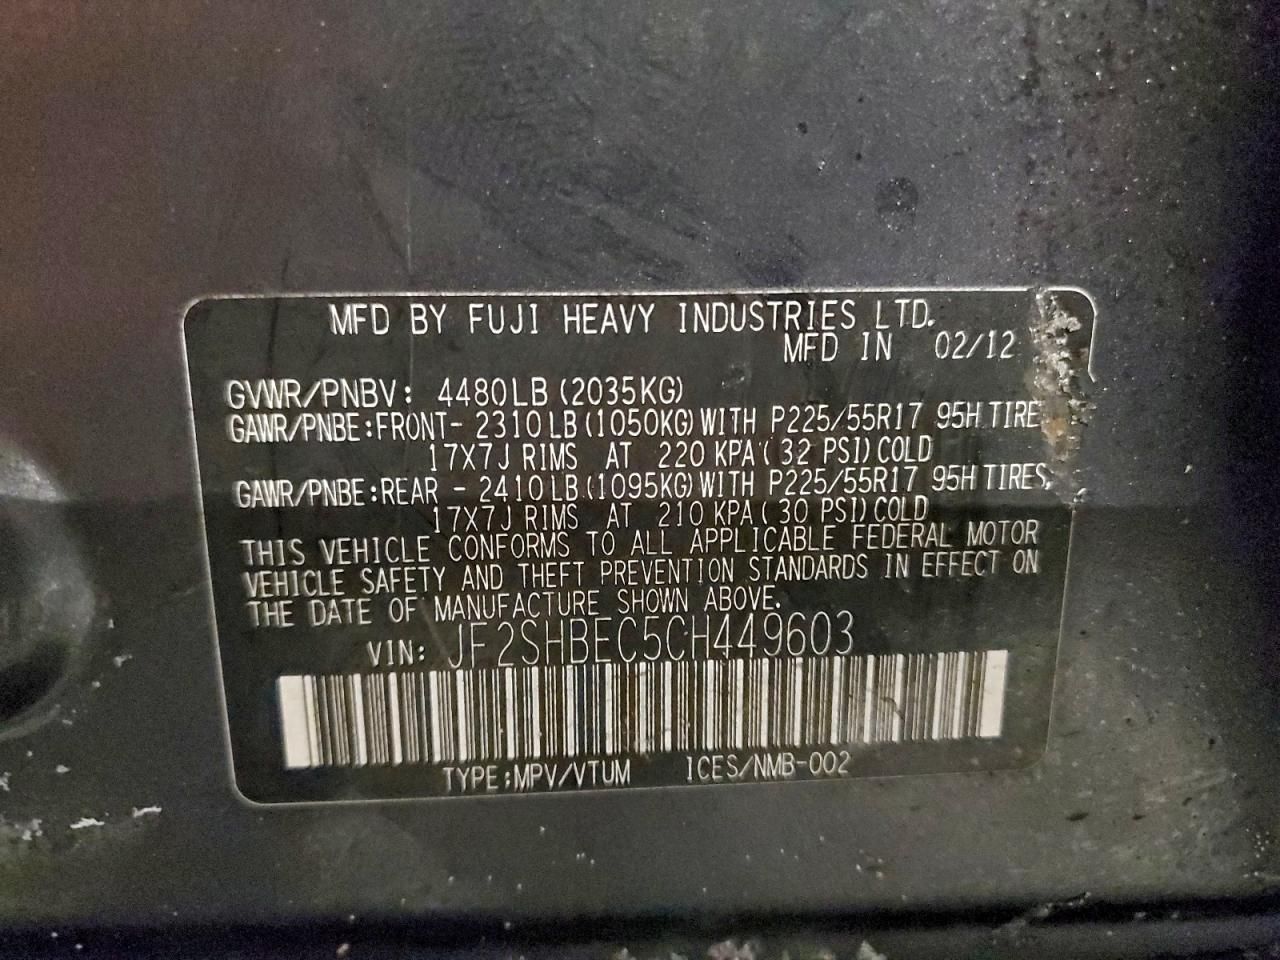 MFD BY FUJI HEAVY INDUSTRIES LTD.
MFD IN 02/12
GVWR/PNBV: 4480LB (2035KG)
GAWR/PNBE:FRONT- 2310LB (1050KG) WITH P225/55R17 95H TIRE
17X7J RIMS AT 220 KPA (32 PSI) COLD
GAWR/PNBE:REAR - 2410LB (1095KG) WITH P225/55R17 95H TIRES,
17X7J RIMS AT 210 KPA (30 PSI) COLD
THIS VEHICLE CONFORMS TO ALL APPLICABLE FEDERAL MOTOR
VEHICLE SAFETY AND THEFT PREVENTION STANDARDS IN EFFECT ON
THE DATE OF MANUFACTURE SHOWN ABOVE.
VIN: JF2SHBEC5CH449603
TYPE:MPV/VTUM ICES/NMB-002